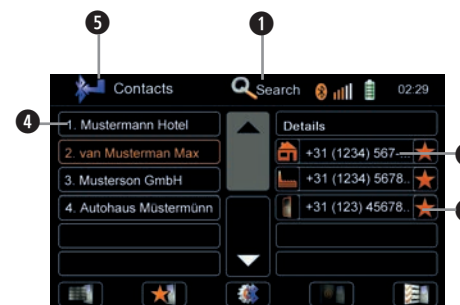 5
1
Contacts
Search
02:29
4
1. Mustermann Hotel
Details
2. van Musterman Max
+31 (1234) 567-...
3. Musterson GmbH
+31 (1234) 5678..
4. Autohaus Müstermünn
+31 (123) 45678..